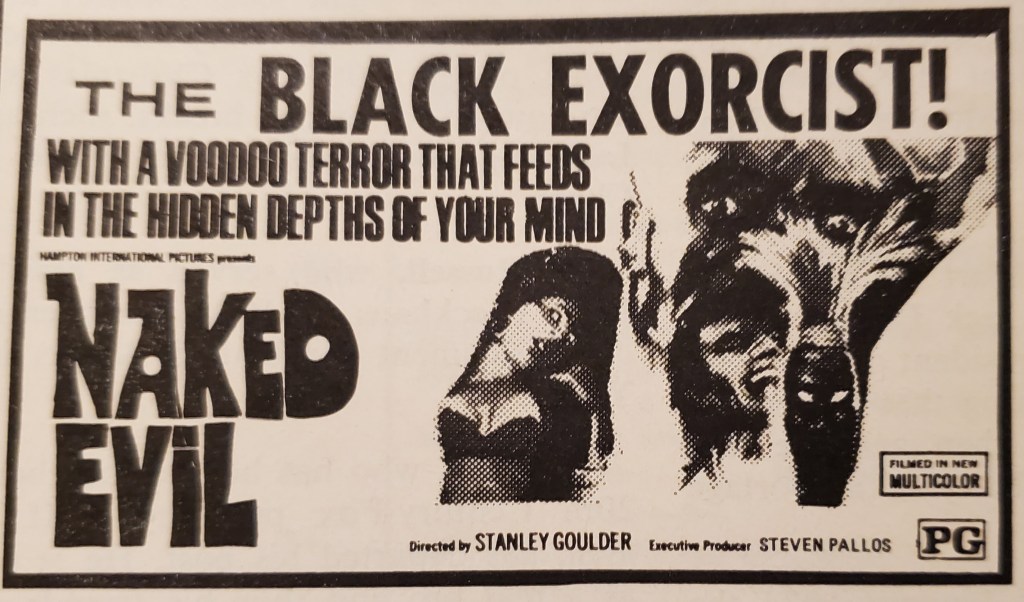 THE BLACK EXORCIST!
WITH A VOODOO TERROR THAT FEEDS
IN THE HIDDEN DEPTHS OF YOUR MIND
HAMPTON INTERNATIONAL PICTURES presents
NAKED
EVIL
FILMED IN NEW
MULTICOLOR
Directed by STANLEY GOULDER Executive Producer STEVEN PALLOS
PG